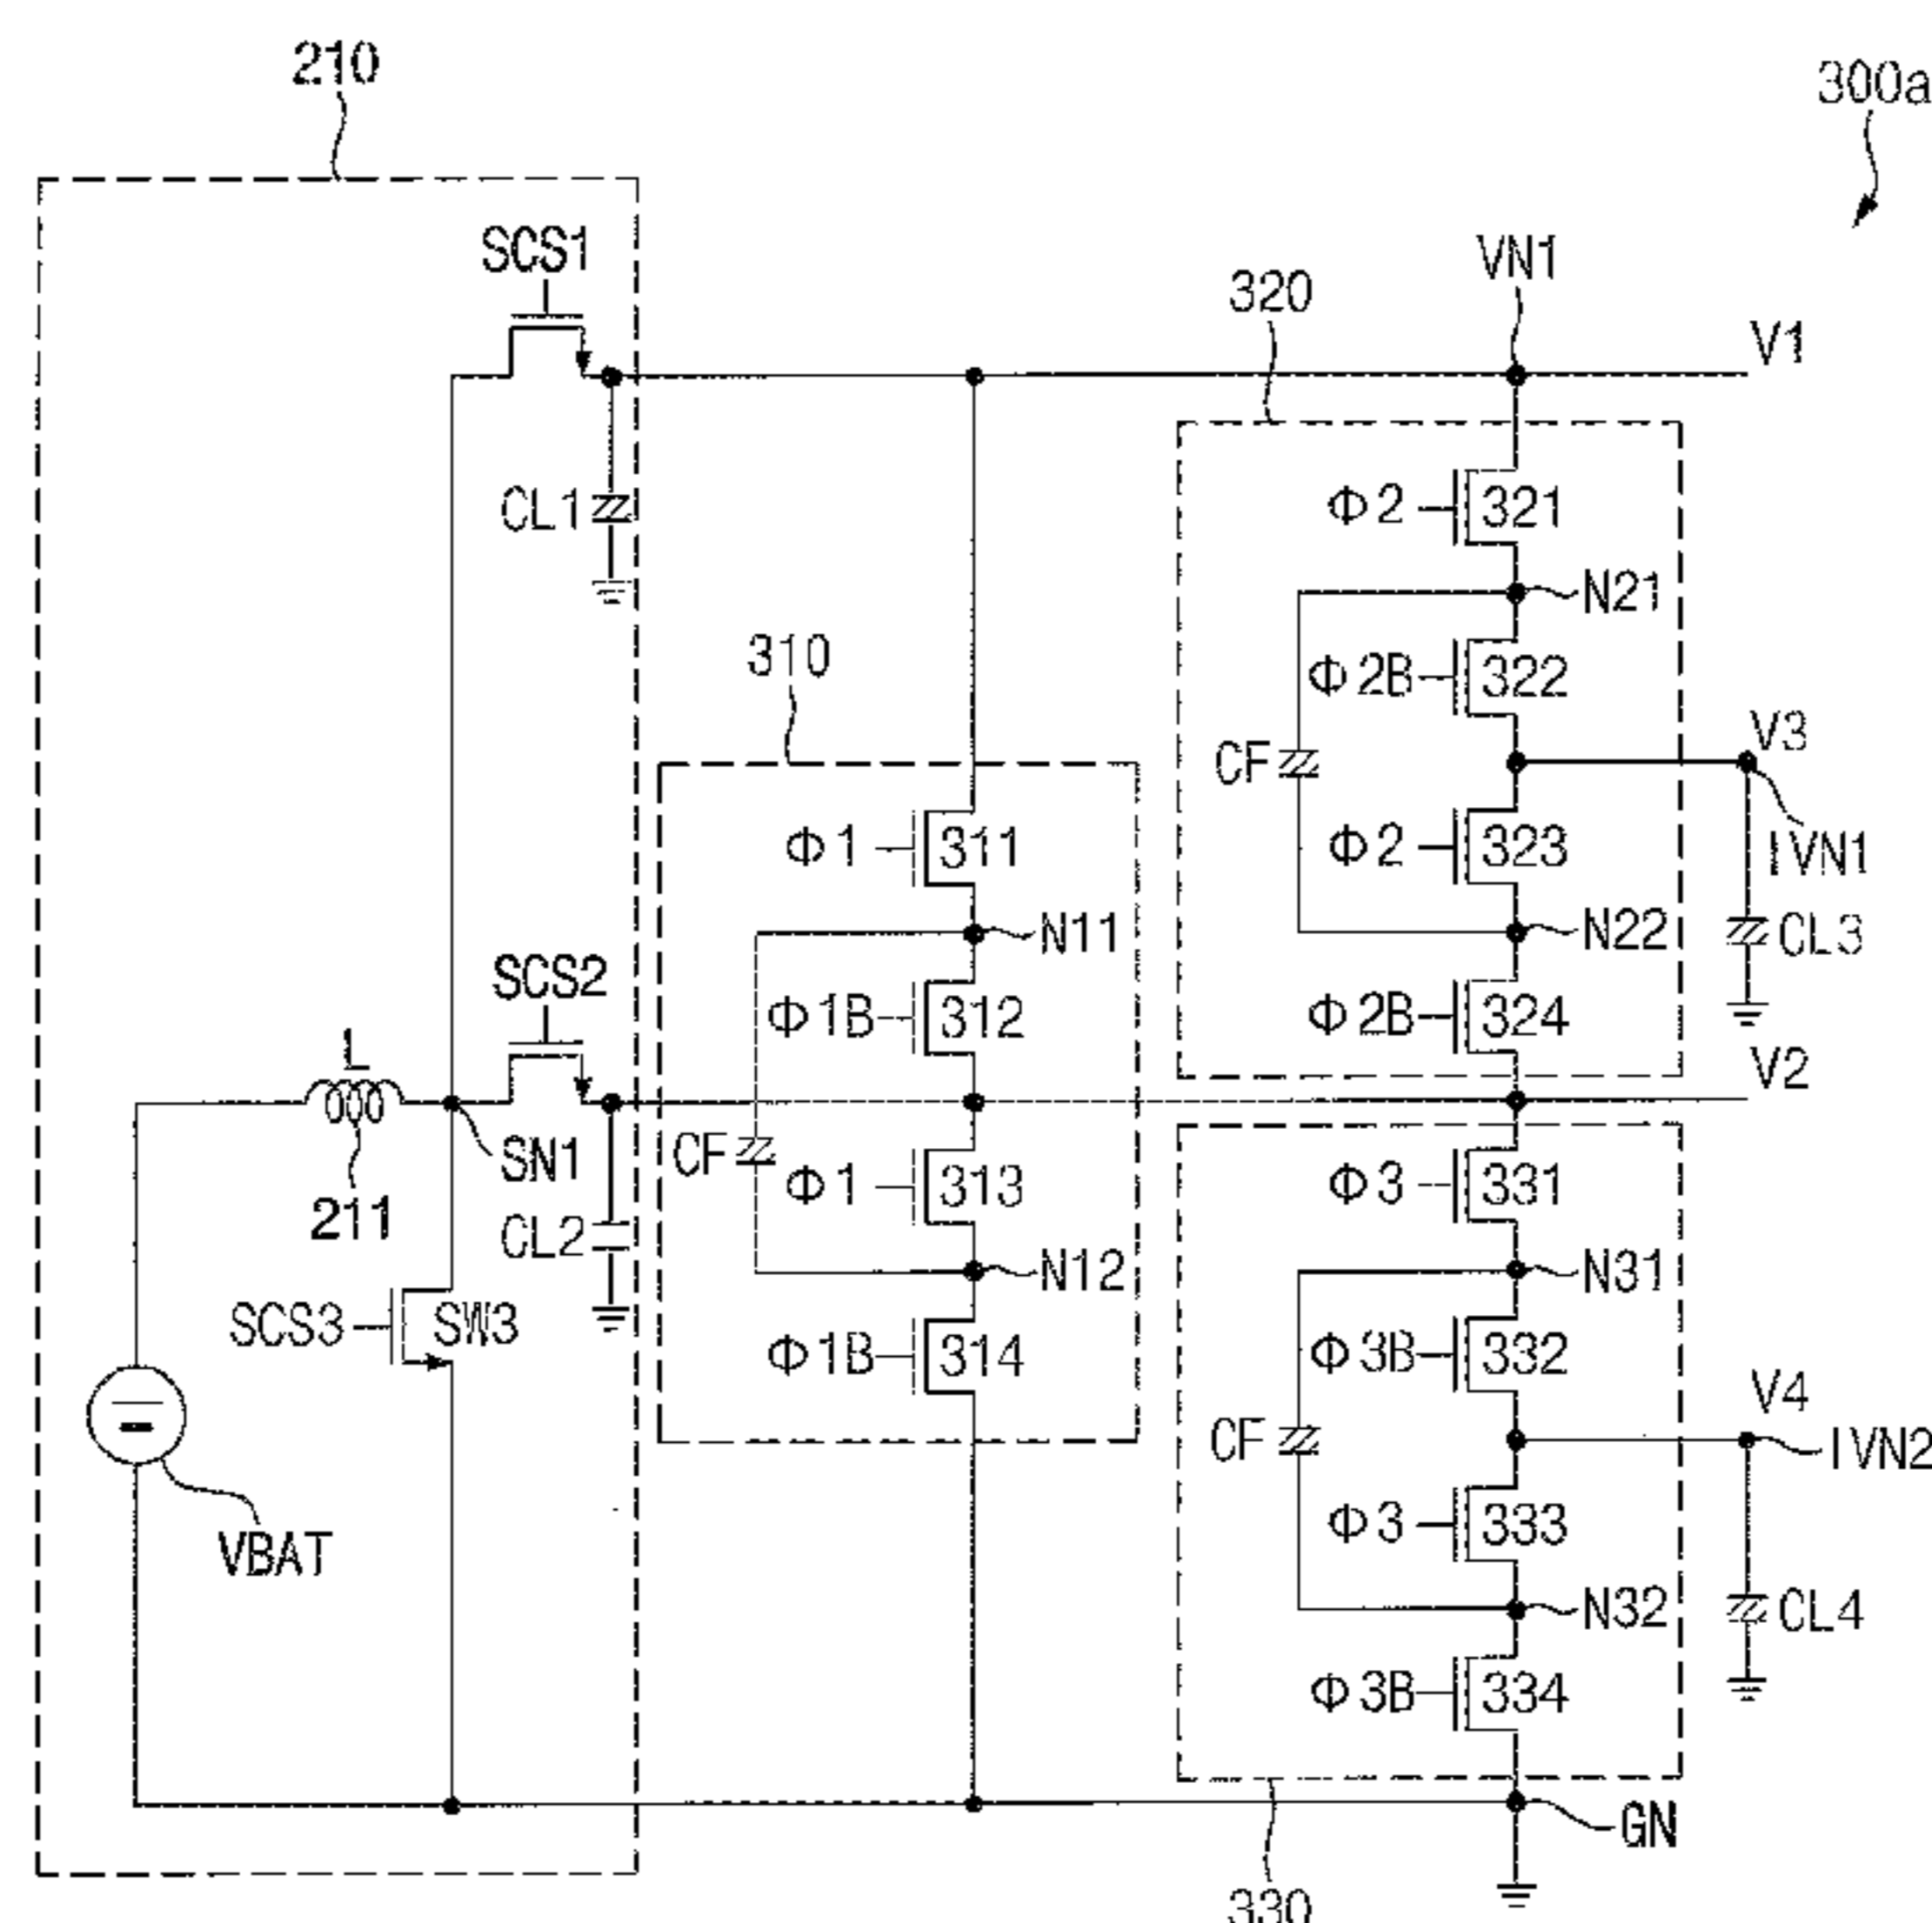 210
300a
SCS1
VN1
320
V1
Φ2
321
CL1
N21
310
Φ2B
322
V3
CF
Φ1
311
Φ2
323
IVN1
N11
N22
CL3
SCS2
Φ1B
312
Φ2B
324
L
V2
SN1
CF
Φ1
313
Φ3
331
211
CL2
N12
N31
SCS3
SW3
Φ1B
314
Φ3B
332
V4
CF
IVN2
VBAT
Φ3
333
N32
CL4
Φ3B
334
GN
330